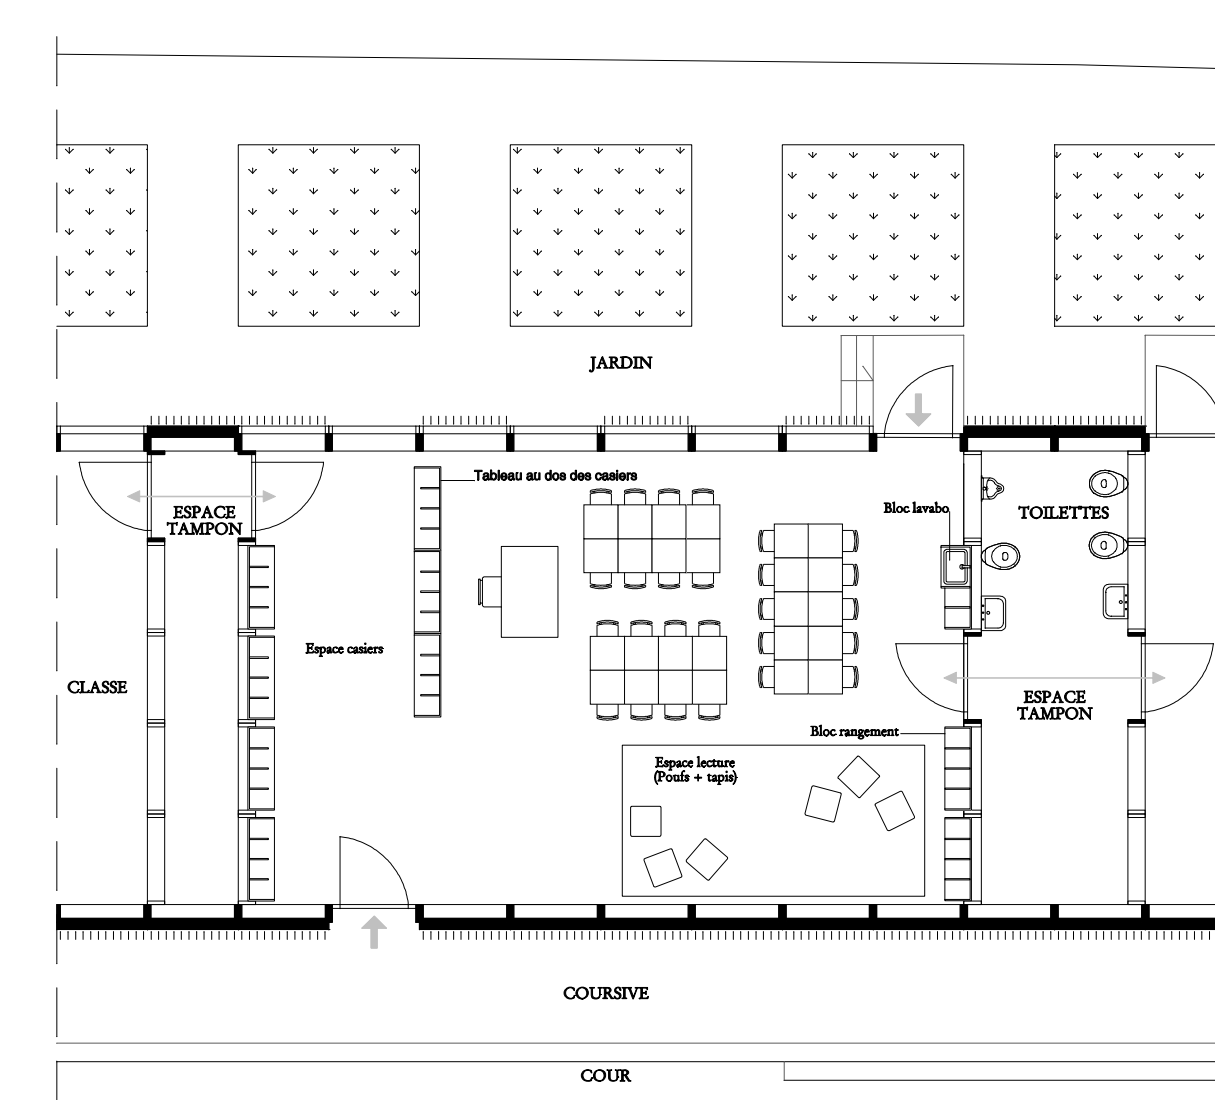 JARDIN
Tableau au dos des casiers
ESPACE
TAMPON
Bloc lavabo
TOILETTES
Espace casiers
CLASSE
ESPACE
TAMPON
Bloc rangement
Espace lecture
(Poufs + tapis)
COURSIVE
COUR